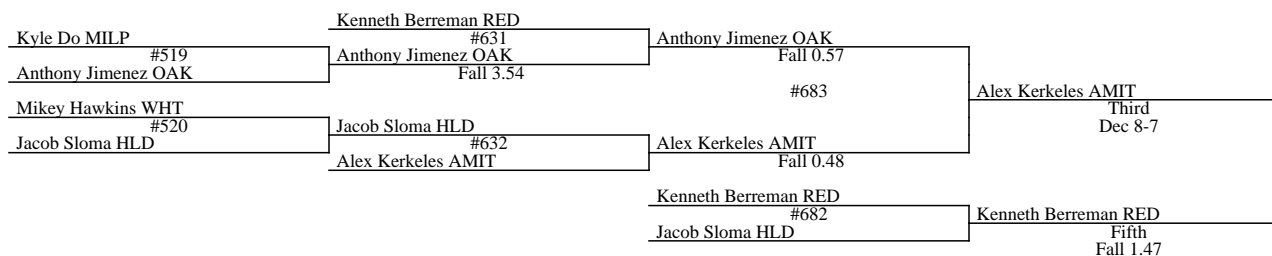 Kenneth Berreman RED
Kyle Do MILP
#631
Anthony Jimenez OAK
#519
Anthony Jimenez OAK
Fall 0.57
Anthony Jimenez OAK
Fall 3.54
#683
Alex Kerkeles AMIT
Mikey Hawkins WHT
Third
#520
Jacob Sloma HLD
Dec 8-7
Jacob Sloma HLD
#632
Alex Kerkeles AMIT
Alex Kerkeles AMIT
Fall 0.48
Kenneth Berreman RED
#682
Kenneth Berreman RED
Jacob Sloma HLD
Fifth
Fall 1.47